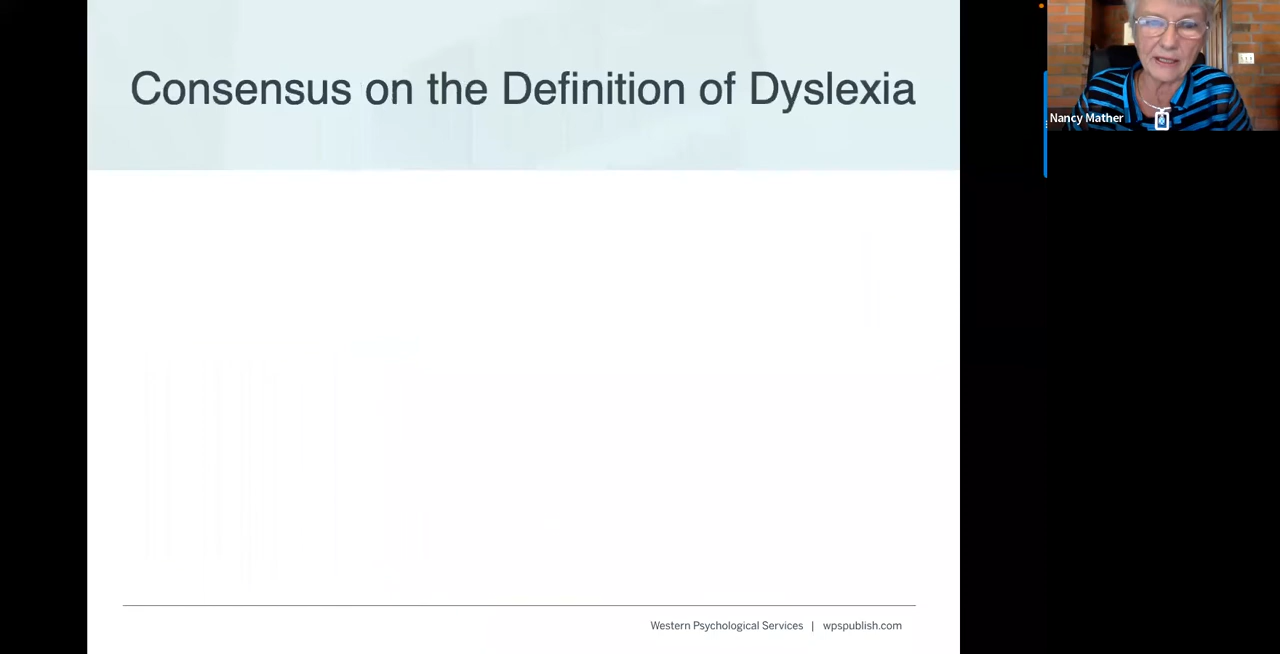 Consensus on the Definition of Dyslexia
Nancy Mather
Western Psychological Services | wpspublish.com